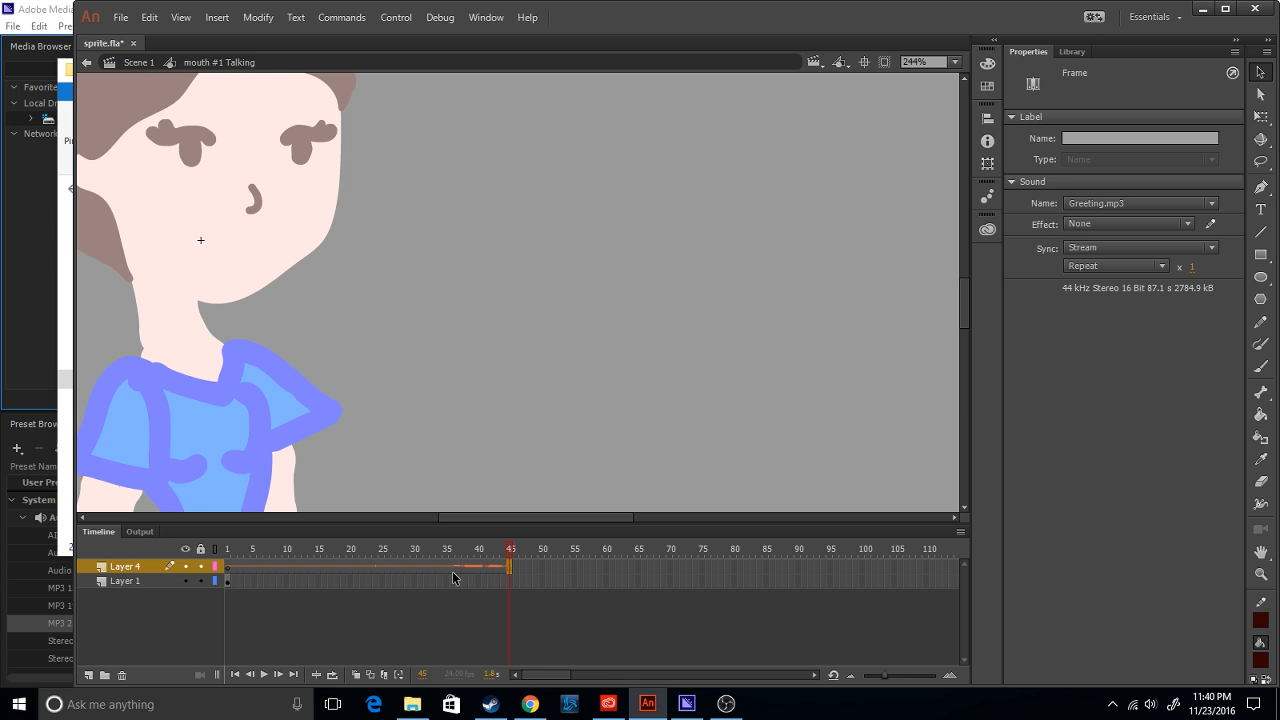 Adobe Media
File Edit Pre
Media Browser
Favorite
Local Dr
Network
Pi
An File Edit View Insert Modify Text Commands Control Debug Window Help Essentials
sprite.fla*
Scene 1 mouth #1 Talking 244%
Properties Library
Frame
Label
Name:
Type: Name
Sound
Name: Greeting.mp3
Effect: None
Sync: Stream
Repeat x 1
44 kHz Stereo 16 Bit 87.1 s 2784.9 kB
Preset Brow
Preset Nam
User Pre
System
A
Al
Au
Audio
MP3 1
MP3 1
MP3 2
Stereo
Stereo
Timeline Output
1 5 10 15 20 25 30 35 40 45 50 55 60 65 70 75 80 85 90 95 100 105 110
Layer 4
Layer 1
45 24.00 fps 1.8 s
Ask me anything
11:40 PM
11/23/2016